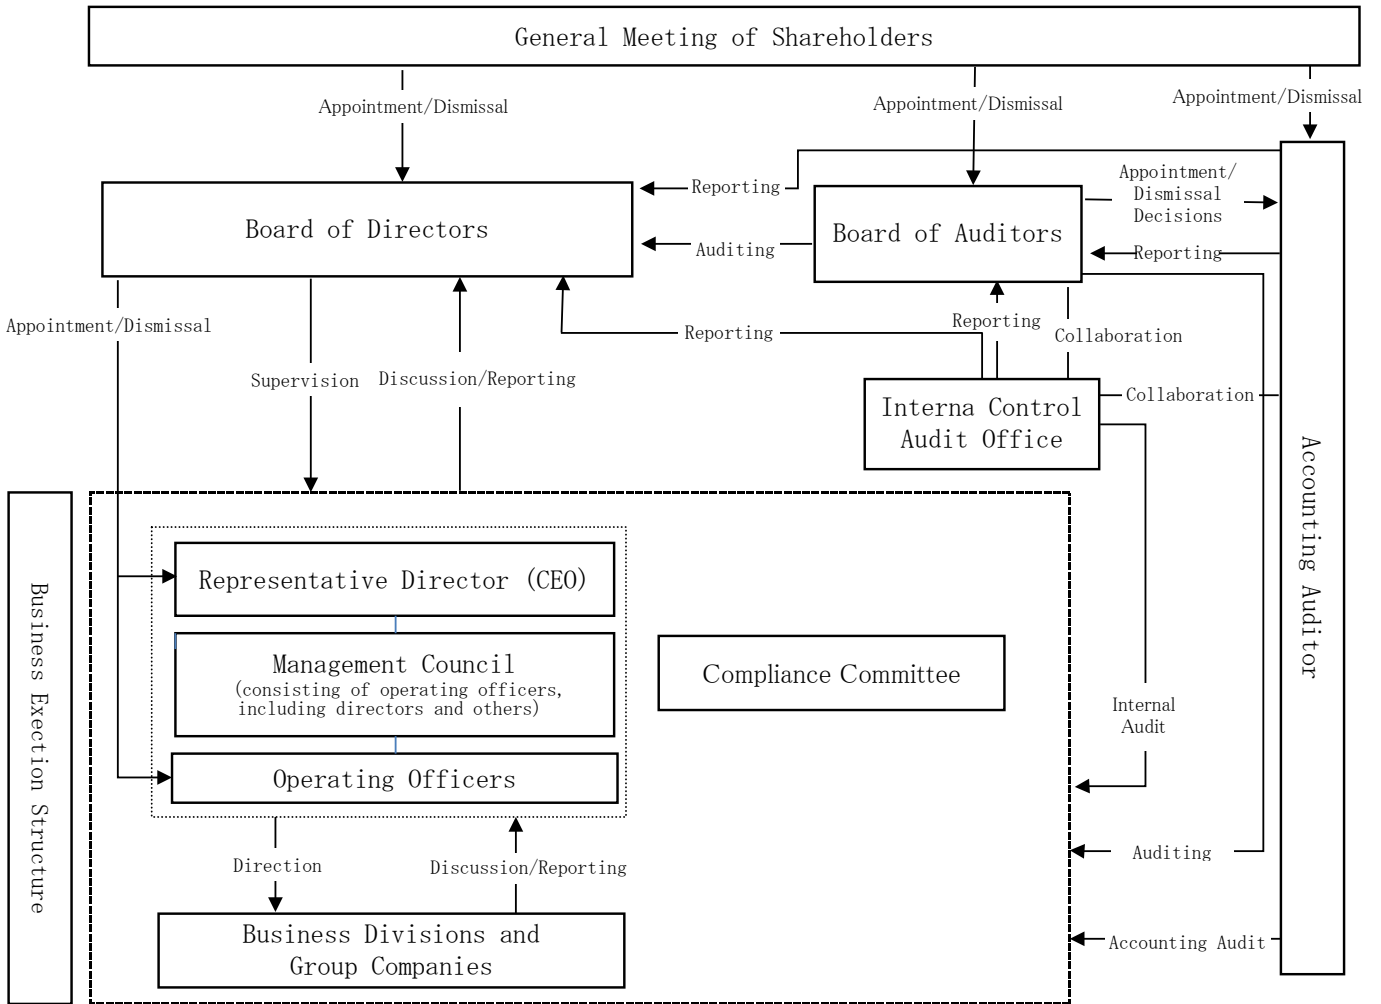 General Meeting of Shareholders
Appointment/Dismissal
Appointment/Dismissal
Appointment/Dismissal
Reporting
Appointment/
Dismissal
Decisions
Board of Directors
Board of Auditors
Auditing
Reporting
Appointment/Dismissal
Reporting
Reporting
Collaboration
Supervision
Discussion/Reporting
Interna Control
Audit Office
Collaboration
Accounting Auditor
Business Exection Structure
Representative Director (CEO)
Management Council
(consisting of operating officers,
including directors and others)
Compliance Committee
Internal
Audit
Operating Officers
Direction
Discussion/Reporting
Auditing
Business Divisions and
Group Companies
Accounting Audit